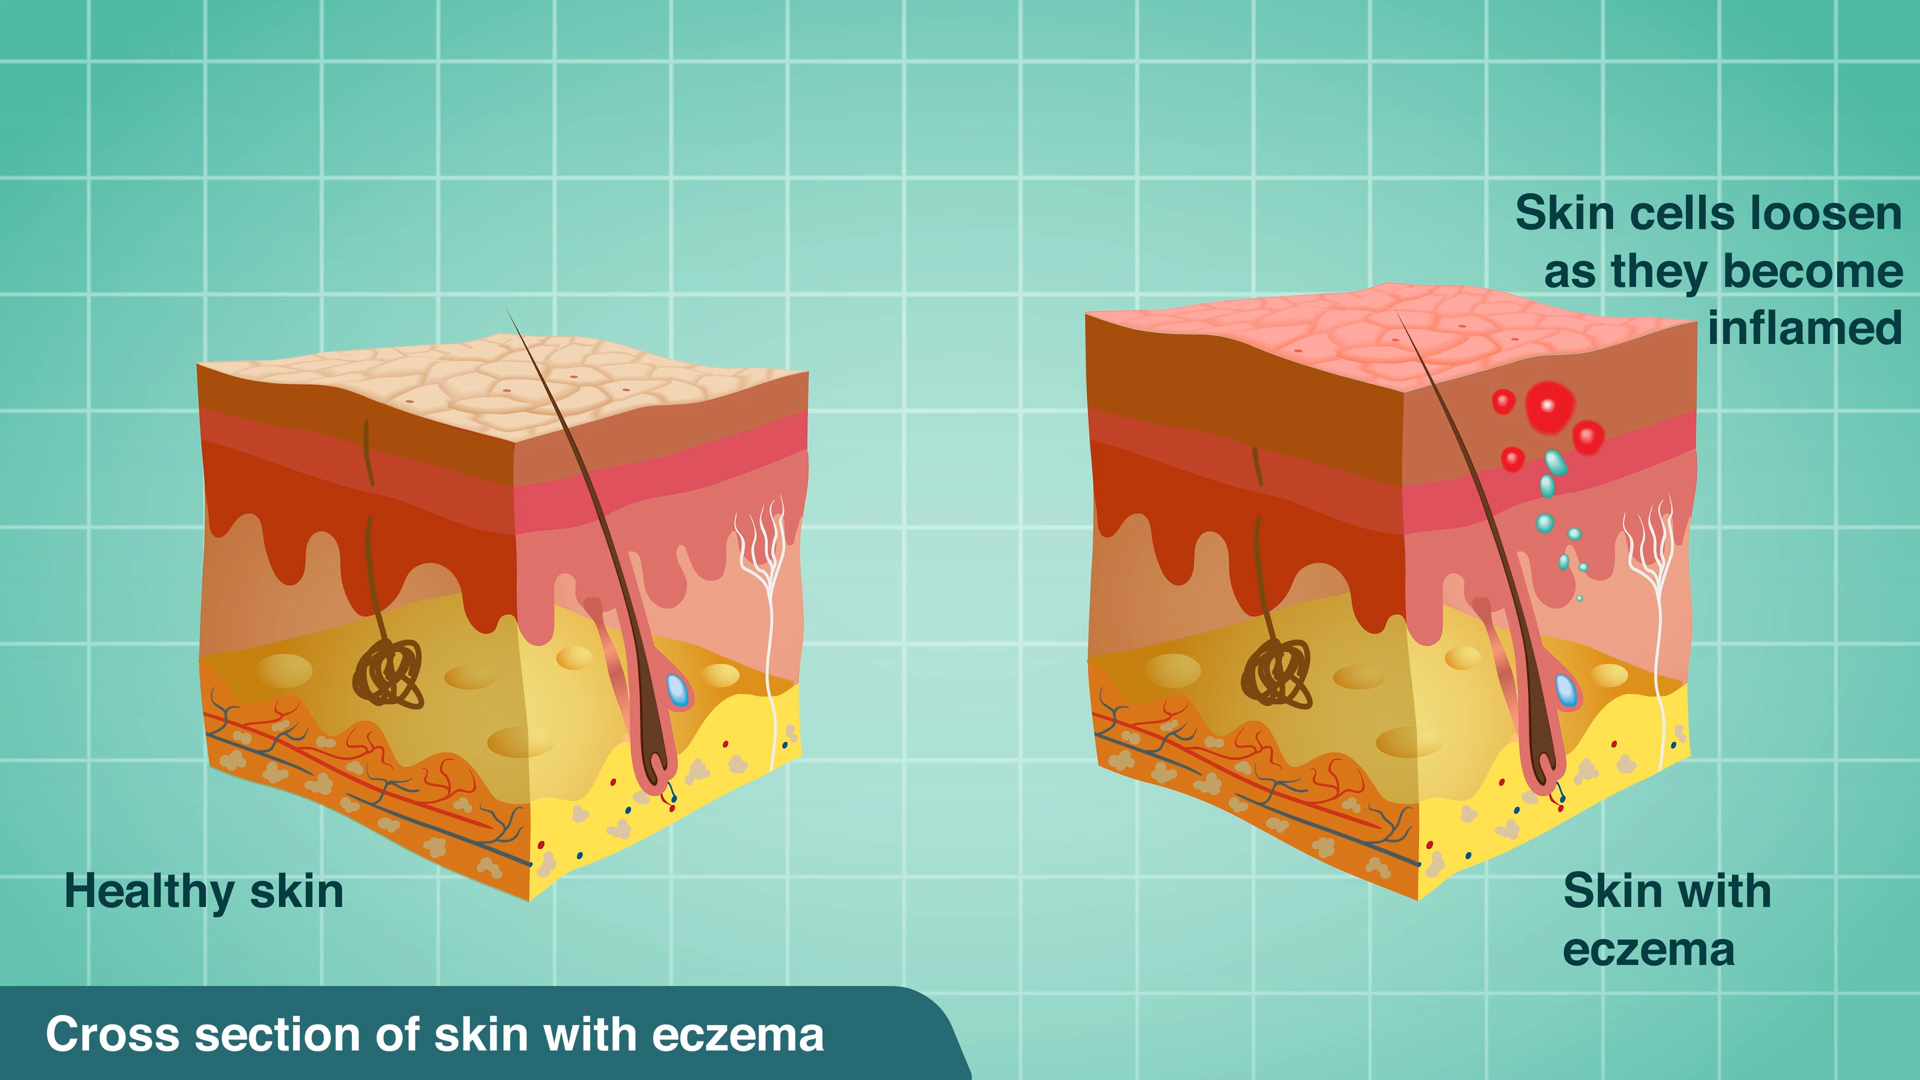 Skin cells loosen
as they become
inflamed
Healthy skin
Skin with
eczema
Cross section of skin with eczema